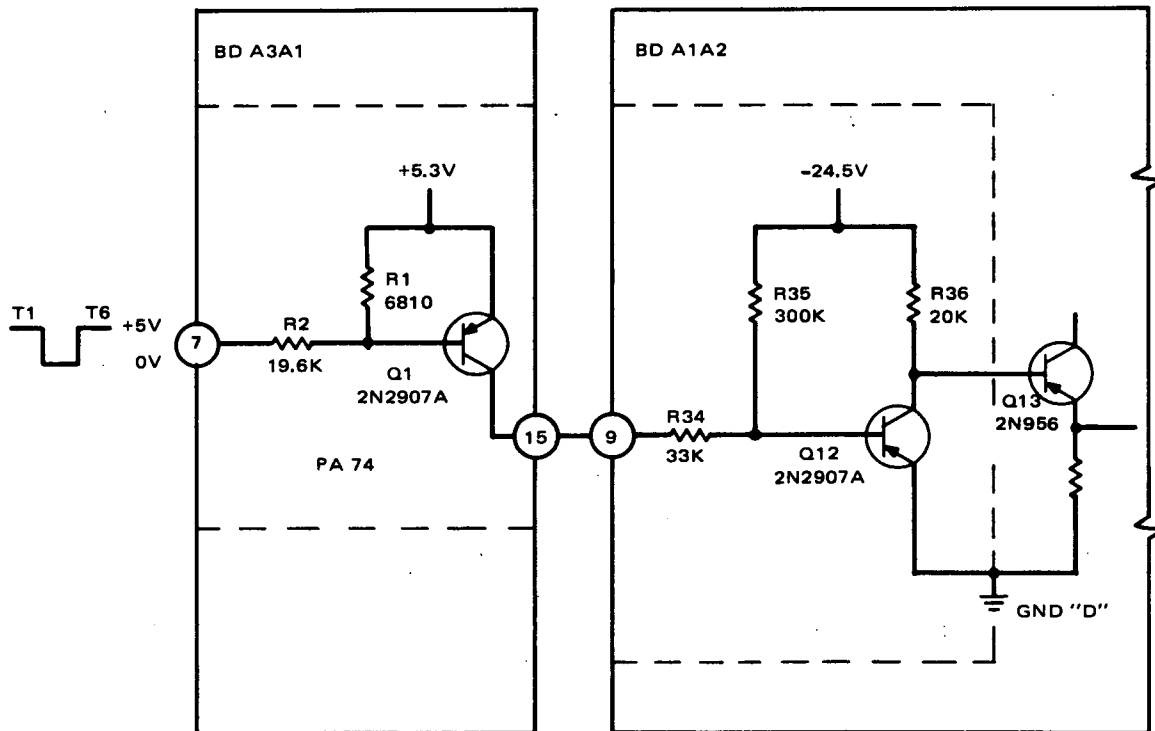 BD A3A1
BD A1A2
+5.3V
-24.5V
R1
6810
R35
300K
R36
20K
T1
T6
+5V
0V
7
R2
19.6K
Q1
2N2907A
Q13
2N956
15
9
R34
33K
Q12
2N2907A
PA 74
GND "D"